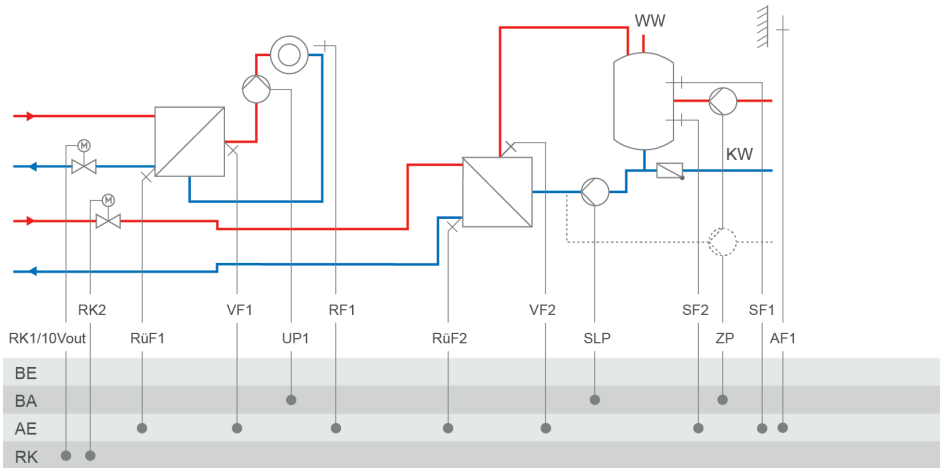 WW
M
KW
M
RK2 VF1 RF1 VF2 SF2 SF1
RK1/10Vout RüF1 UP1 RüF2 SLP ZP AF1
BE
BA
AE
RK